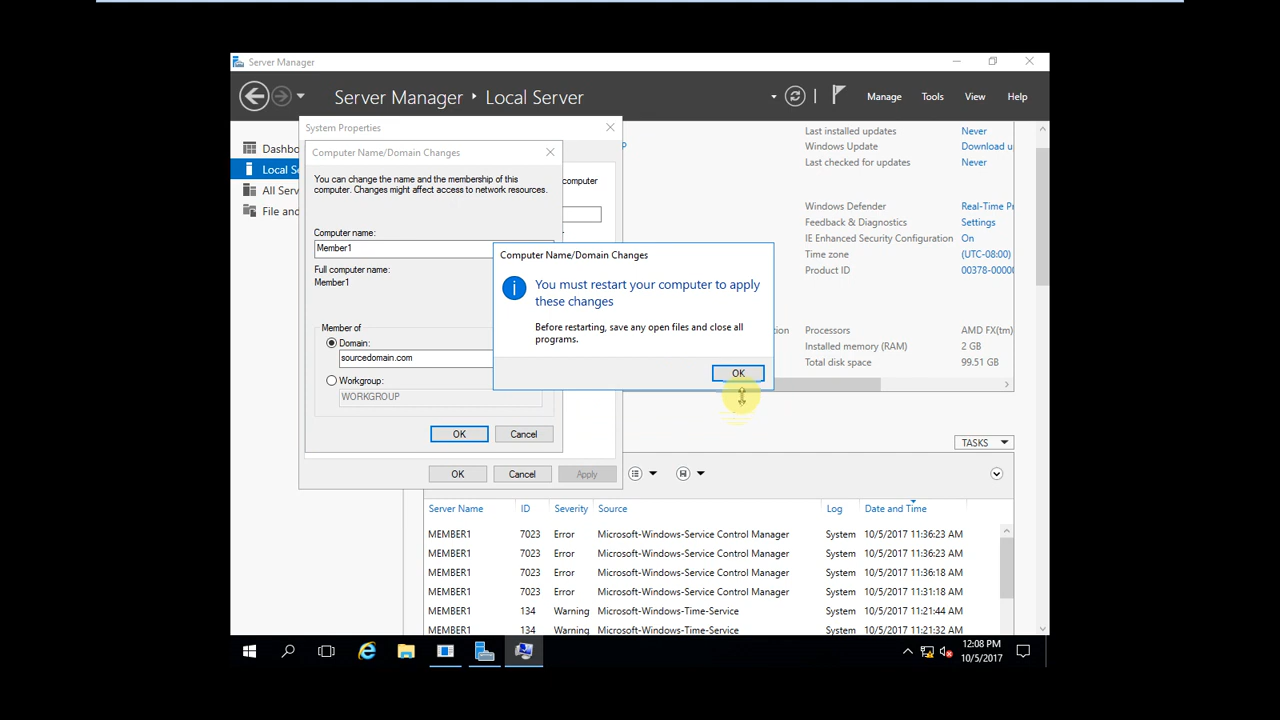 Server Manager
Server Manager
Local Server
Manage
Tools
View
Help
System Properties
Computer Name/Domain Changes
You can change the name and the membership of this
computer. Changes might affect access to network resources.
omputer
Computer name:
Member1
Full computer name:
Member1
Member of
Domain:
sourcedomain.com
Workgroup:
WORKGROUP
OK
Cancel
OK
Cancel
Apply
Computer Name/Domain Changes
You must restart your computer to apply
these changes
Before restarting, save any open files and close all
programs.
OK
Dashbo
Local Se
All Serv
File and
Last installed updates Never
Windows Update Download u
Last checked for updates Never
Windows Defender Real-Time Pr
Feedback & Diagnostics Settings
IE Enhanced Security Configuration On
Time zone (UTC-08:00)
Product ID 00378-00000
Processors AMD FX(tm)
Installed memory (RAM) 2 GB
Total disk space 99.51 GB
TASKS
Server Name ID Severity Source Log Date and Time
MEMBER1 7023 Error Microsoft-Windows-Service Control Manager System 10/5/2017 11:36:23 AM
MEMBER1 7023 Error Microsoft-Windows-Service Control Manager System 10/5/2017 11:36:23 AM
MEMBER1 7023 Error Microsoft-Windows-Service Control Manager System 10/5/2017 11:36:18 AM
MEMBER1 7023 Error Microsoft-Windows-Service Control Manager System 10/5/2017 11:31:18 AM
MEMBER1 134 Warning Microsoft-Windows-Time-Service System 10/5/2017 11:21:44 AM
MEMBER1 134 Warning Microsoft-Windows-Time-Service System 10/5/2017 11:21:32 AM
12:08 PM
10/5/2017